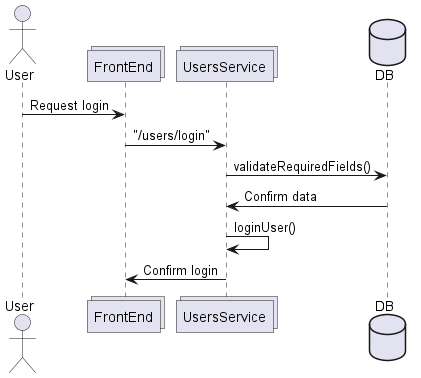 User
FrontEnd
UsersService
DB
Request login
"/users/login"
validateRequiredFields()
Confirm data
loginUser()
Confirm login
User
FrontEnd
UsersService
DB